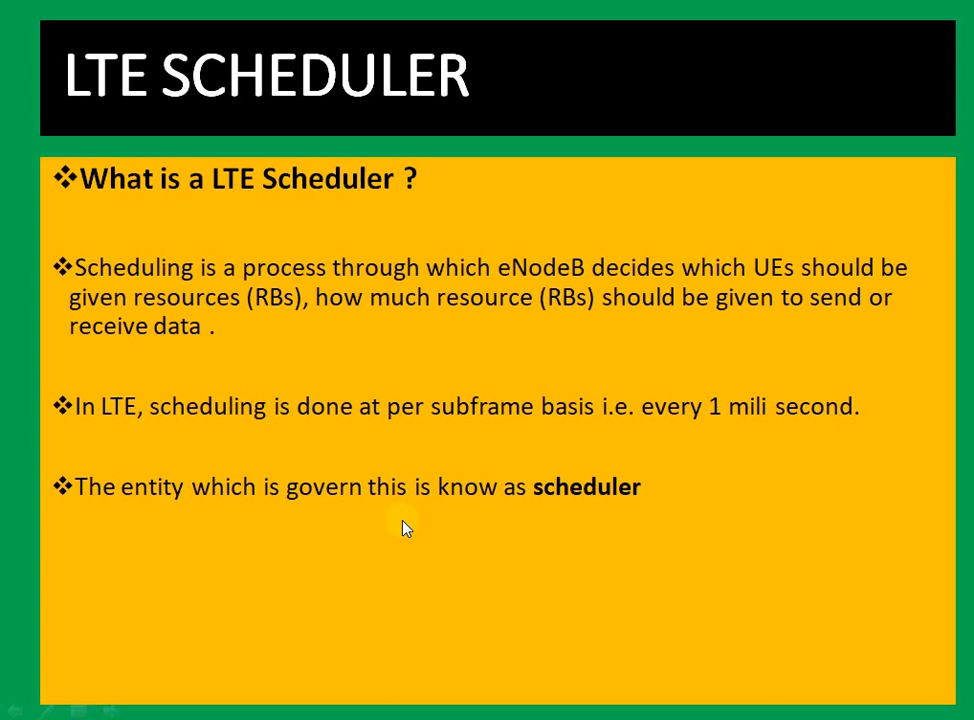 LTE SCHEDULER
❖What is a LTE Scheduler ?
❖Scheduling is a process through which eNodeB decides which UEs should be
given resources (RBs), how much resource (RBs) should be given to send or
receive data .
❖In LTE, scheduling is done at per subframe basis i.e. every 1 mili second.
❖The entity which is govern this is know as scheduler